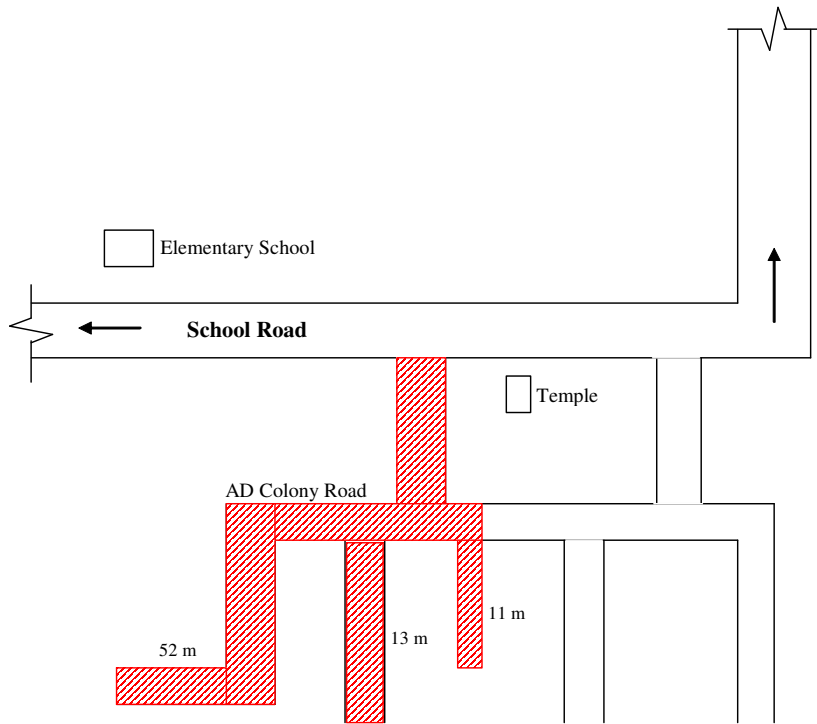 Elementary School
School Road
Temple
AD Colony Road
11 m
13 m
52 m